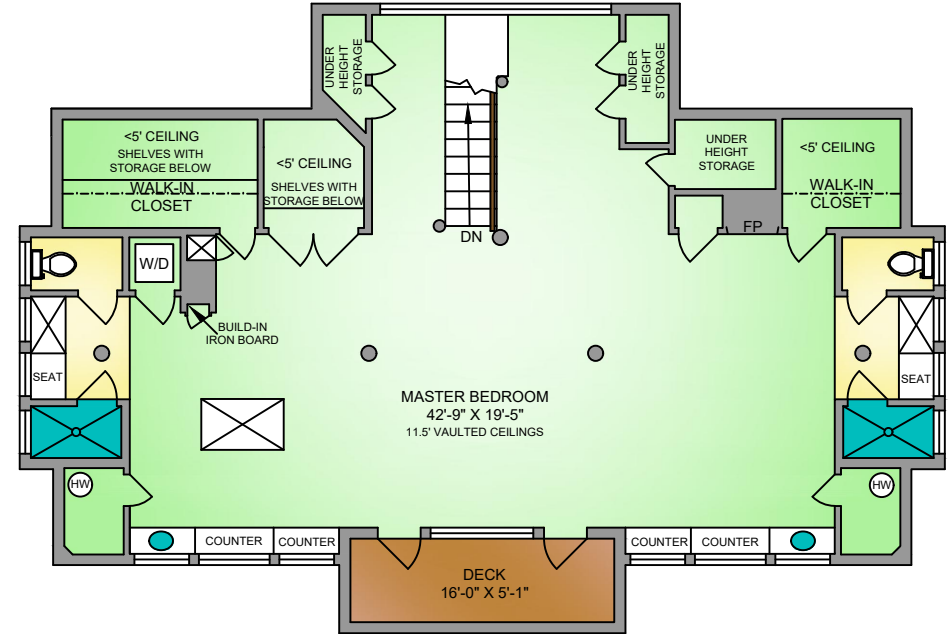 UNDER
HEIGHT
STORAGE
UNDER
HEIGHT
STORAGE
<5' CEILING
SHELVES WITH
STORAGE BELOW
WALK-IN
CLOSET
<5' CEILING
SHELVES WITH
STORAGE BELOW
UNDER
HEIGHT
STORAGE
<5' CEILING
WALK-IN
CLOSET
DN
FP
W/D
BUILD-IN
IRON BOARD
SEAT
SEAT
MASTER BEDROOM
42'-9" X 19'-5"
11.5' VAULTED CEILINGS
HW
HW
COUNTER
COUNTER
COUNTER
COUNTER
DECK
16'-0" X 5'-1"